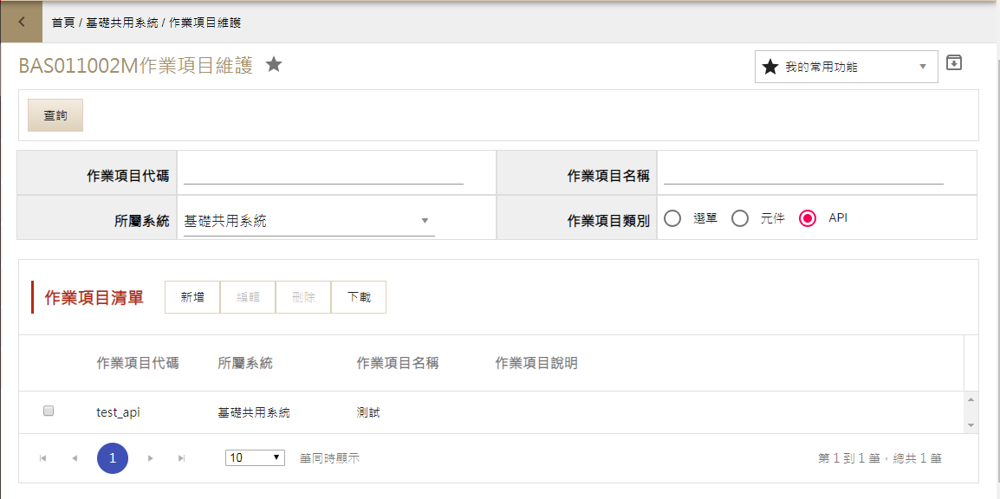 首頁 / 基礎共用系統 / 作業項目維護
BAS011002M作業項目維護
我的常用功能
查詢
作業項目代碼
作業項目名稱
所屬系統 基礎共用系統
作業項目類別 選單 元件 API
作業項目清單 新增 編輯 刪除 下載
作業項目代碼 所屬系統 作業項目名稱 作業項目說明
test_api 基礎共用系統 測試
1 10 筆同時顯示 第 1 到 1 筆，總共 1 筆